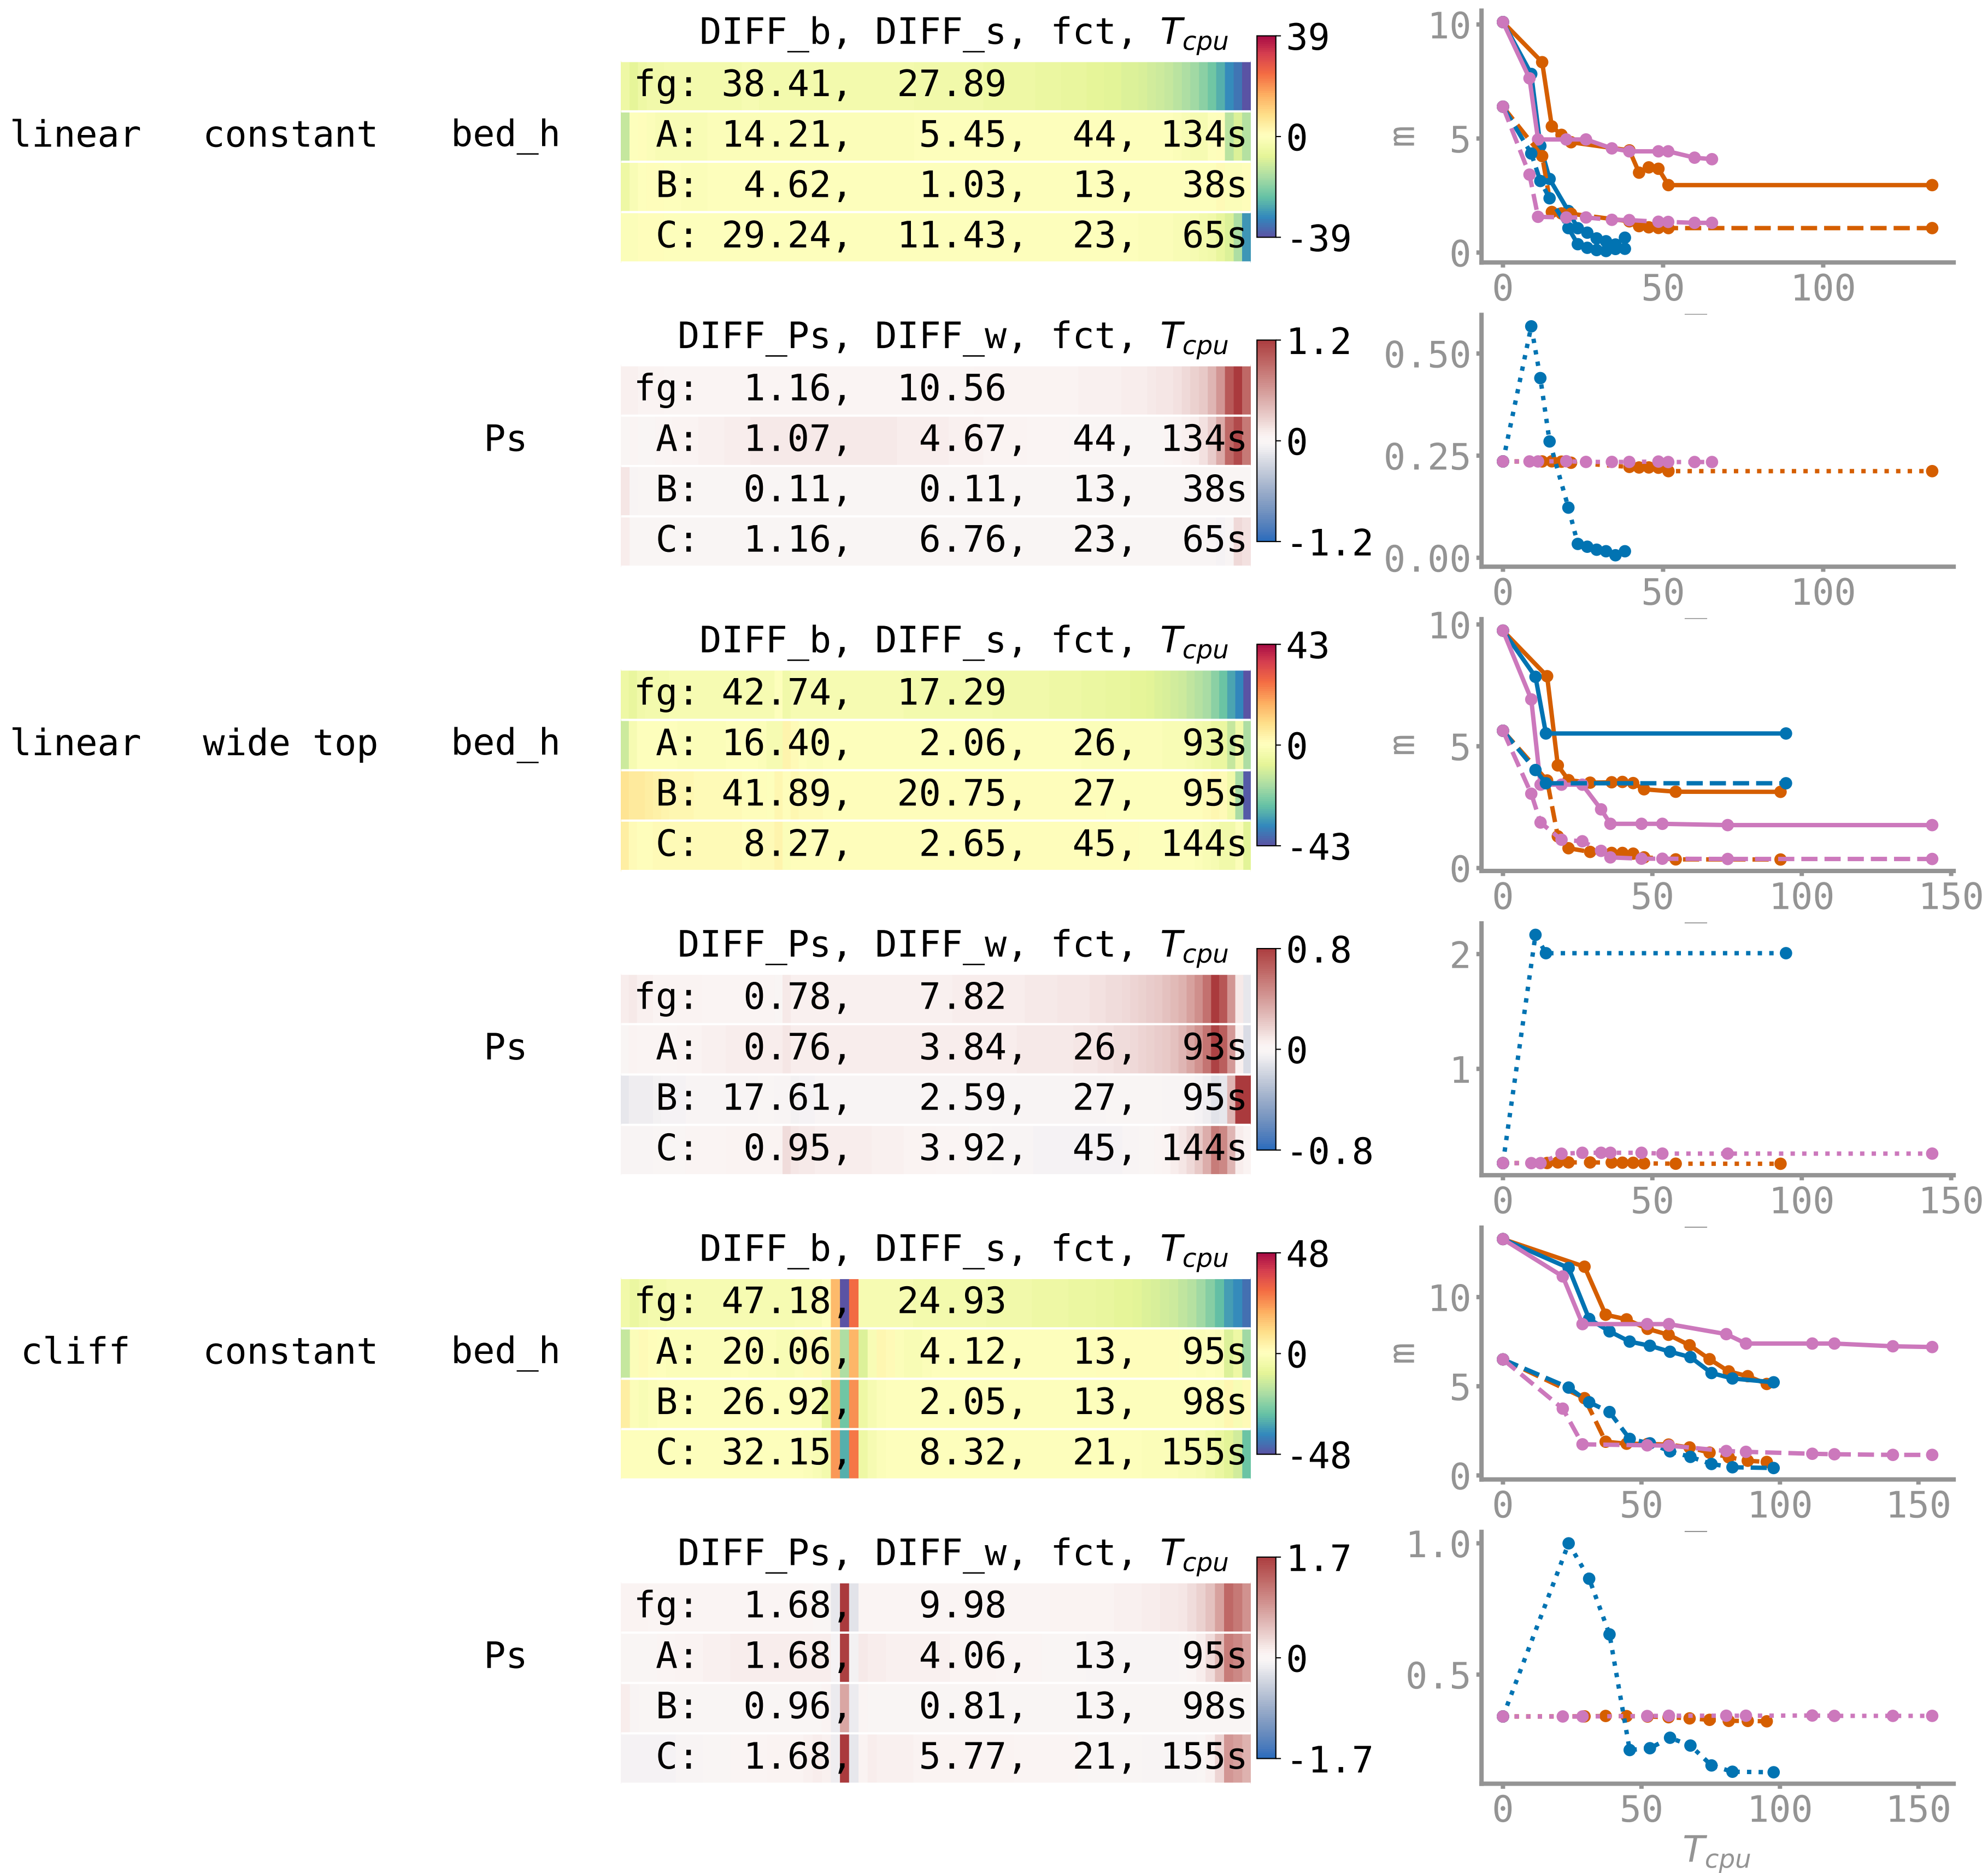 DIFF_b, DIFF_s, fct, Tcpu
39
0
-39
fg: 38.41, 27.89
linear constant bed_h
A: 14.21, 5.45, 44, 134s
B: 4.62, 1.03, 13, 38s
C: 29.24, 11.43, 23, 65s
10
5
0
m
0 50 100
DIFF_Ps, DIFF_w, fct, Tcpu
1.2
0
-1.2
fg: 1.16, 10.56
Ps
A: 1.07, 4.67, 44, 134s
B: 0.11, 0.11, 13, 38s
C: 1.16, 6.76, 23, 65s
0.50
0.25
0.00
0 50 100
DIFF_b, DIFF_s, fct, Tcpu
43
0
-43
fg: 42.74, 17.29
linear wide top bed_h
A: 16.40, 2.06, 26, 93s
B: 41.89, 20.75, 27, 95s
C: 8.27, 2.65, 45, 144s
10
5
0
m
0 50 100 150
DIFF_Ps, DIFF_w, fct, Tcpu
0.8
0
-0.8
fg: 0.78, 7.82
Ps
A: 0.76, 3.84, 26, 93s
B: 17.61, 2.59, 27, 95s
C: 0.95, 3.92, 45, 144s
2
1
0 50 100 150
DIFF_b, DIFF_s, fct, Tcpu
48
0
-48
fg: 47.18, 24.93
cliff constant bed_h
A: 20.06, 4.12, 13, 95s
B: 26.92, 2.05, 13, 98s
C: 32.15, 8.32, 21, 155s
10
5
0
m
0 50 100 150
DIFF_Ps, DIFF_w, fct, Tcpu
1.7
0
-1.7
fg: 1.68, 9.98
Ps
A: 1.68, 4.06, 13, 95s
B: 0.96, 0.81, 13, 98s
C: 1.68, 5.77, 21, 155s
1.0
0.5
0 50 100 150
Tcpu